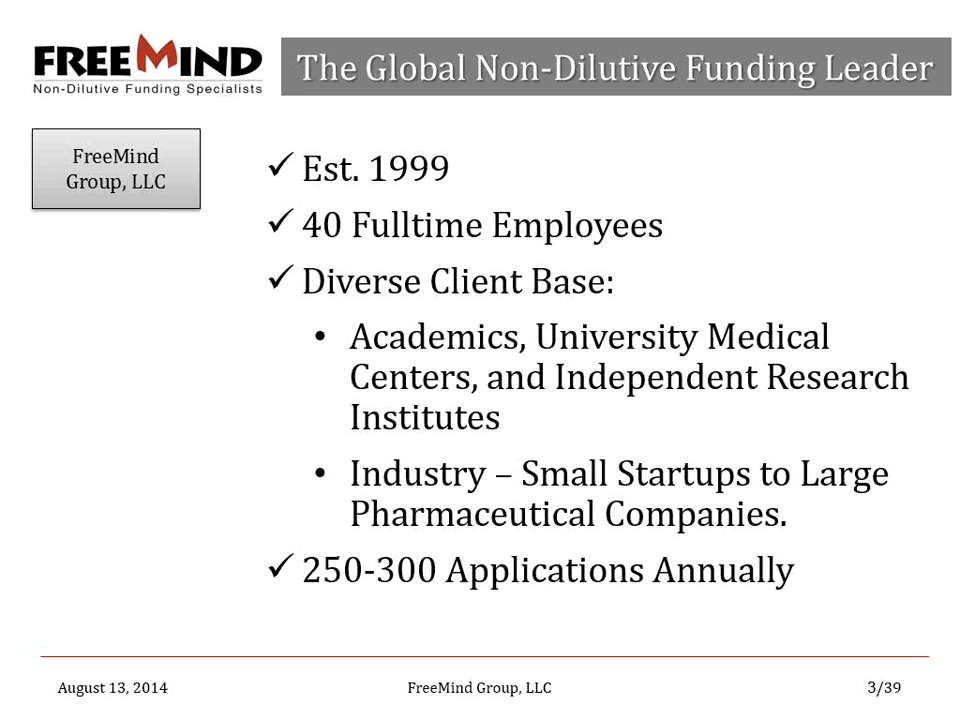 FREEMIND
Non-Dilutive Funding Specialists
The Global Non-Dilutive Funding Leader
FreeMind
Group, LLC
✓ Est. 1999
✓ 40 Fulltime Employees
✓ Diverse Client Base:
• Academics, University Medical
Centers, and Independent Research
Institutes
• Industry – Small Startups to Large
Pharmaceutical Companies.
✓ 250-300 Applications Annually
August 13, 2014
FreeMind Group, LLC
3/39